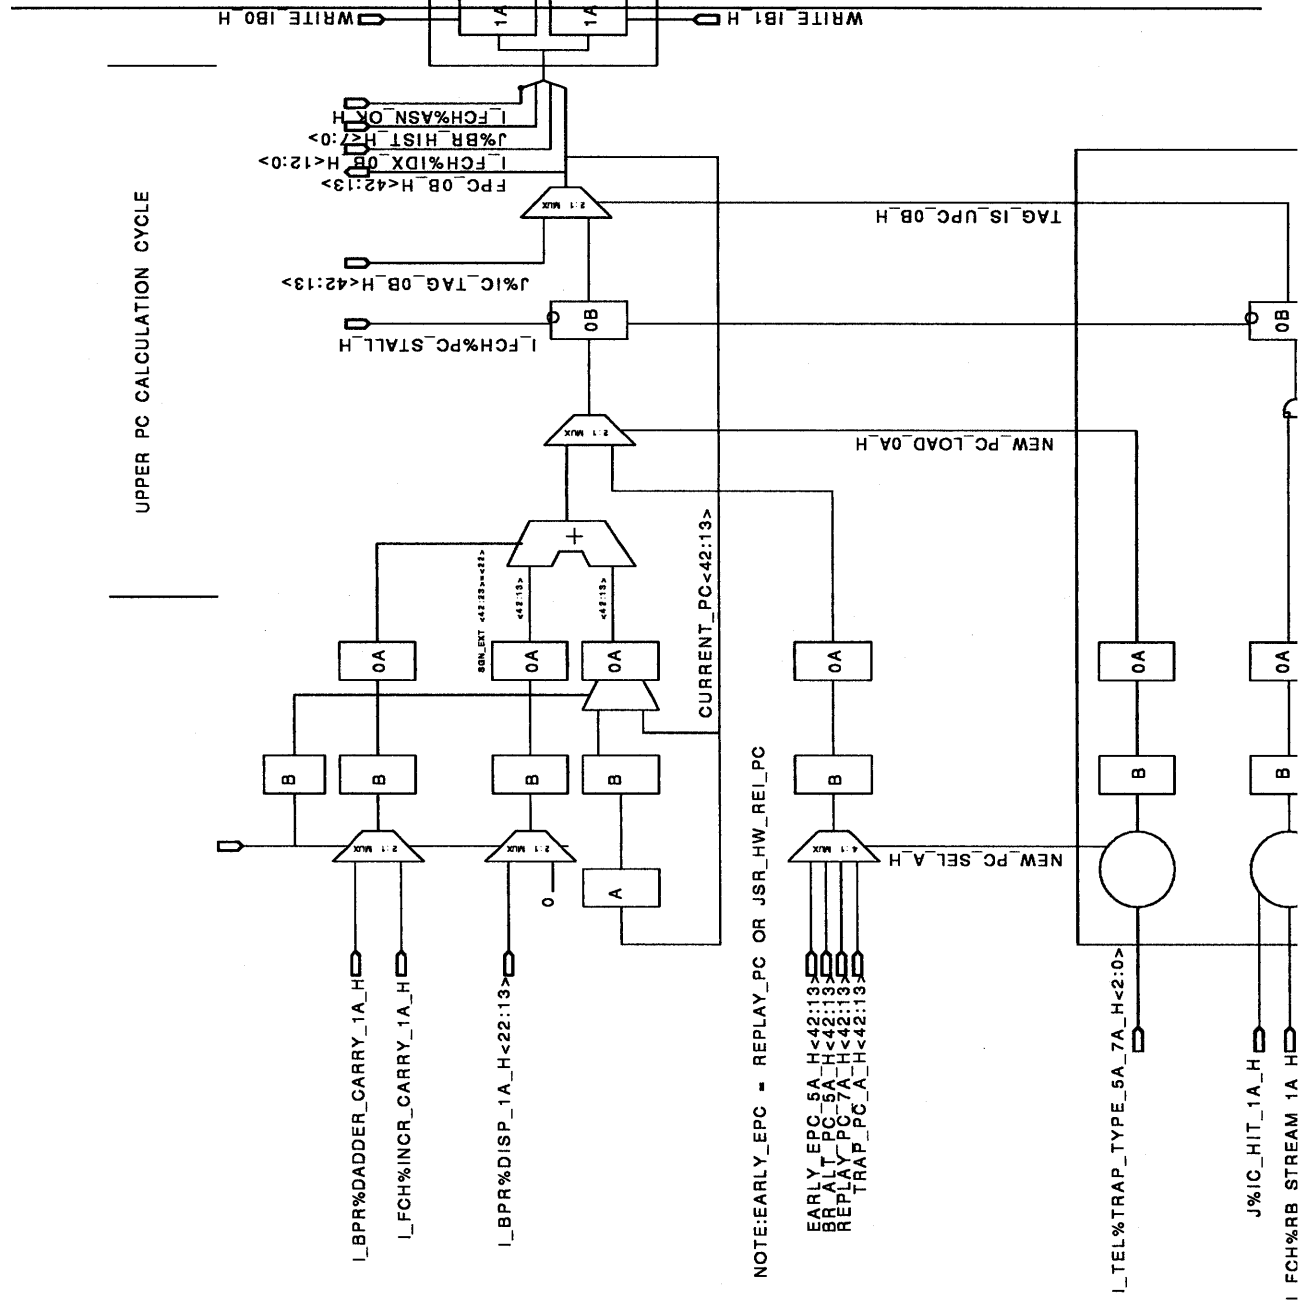 WRITE_IB0_H
1A
1A
WRITE_IB1_H
I_FCH%ASN_OK_H
J%BR_HIST_H<7:0>
I_FCH%IDX_0B_H<12:0>
FPC_0B_H<42:13>
2:1 MUX
TAG_IS_UPC_0B_H
J%IC_TAG_0B_H<42:13>
UPPER PC CALCULATION CYCLE
0B
0B
I_FCH%PC_STALL_H
2:1 MUX
NEW_PC_LOAD_0A_H
+
SGN_EXT <42:23>=<22>
<42:13>
<42:13>
CURRENT_PC<42:13>
0A
0A
0A
0A
0A
0A
B
B
B
B
B
B
B
2:1 MUX
2:1 MUX
4:1 MUX
NEW_PC_SEL_A_H
0
A
NOTE:EARLY_EPC = REPLAY_PC OR JSR_HW_REI_PC
I_BPR%DADDER_CARRY_1A_H
I_FCH%INCR_CARRY_1A_H
I_BPR%DISP_1A_H<22:13>
EARLY_EPC_5A_H<42:13>
BR_ALT_PC_5A_H<42:13>
REPLAY_PC_7A_H<42:13>
TRAP_PC_A_H<42:13>
I_TEL%TRAP_TYPE_5A_7A_H<2:0>
J%IC_HIT_1A_H
I_FCH%RB_STREAM_1A_H